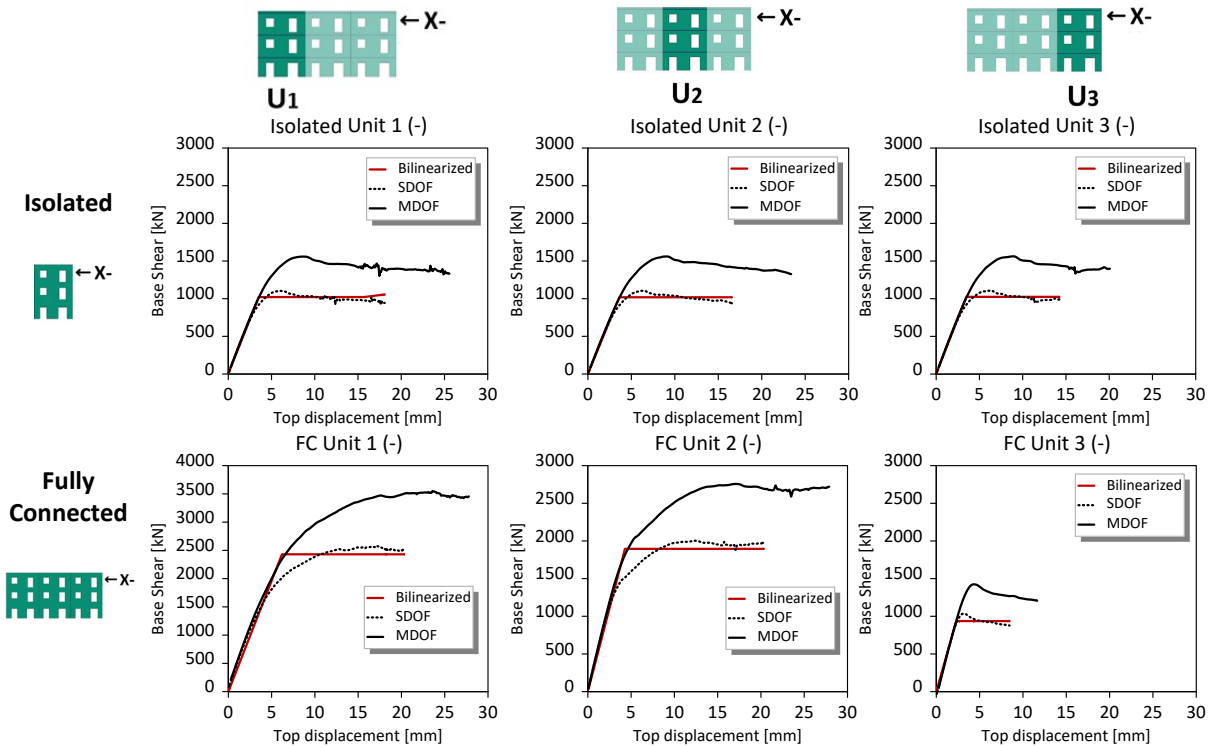 ← X-
← X-
← X-
U1
U2
U3
Isolated
← X-
Isolated Unit 1 (-)
Base Shear [kN]
3000
2500
2000
1500
1000
500
0
Bilinearized
SDOF
MDOF
0 5 10 15 20 25 30
Top displacement [mm]
Isolated Unit 2 (-)
Base Shear [kN]
3000
2500
2000
1500
1000
500
0
Bilinearized
SDOF
MDOF
0 5 10 15 20 25 30
Top displacement [mm]
Isolated Unit 3 (-)
Base Shear [kN]
3000
2500
2000
1500
1000
500
0
Bilinearized
SDOF
MDOF
0 5 10 15 20 25 30
Top displacement [mm]
Fully
Connected
← X-
FC Unit 1 (-)
Base Shear [kN]
4000
3500
3000
2500
2000
1500
1000
500
0
Bilinearized
SDOF
MDOF
0 5 10 15 20 25 30
Top displacement [mm]
FC Unit 2 (-)
Base Shear [kN]
3000
2500
2000
1500
1000
500
0
Bilinearized
SDOF
MDOF
0 5 10 15 20 25 30
Top displacement [mm]
FC Unit 3 (-)
Base Shear [kN]
3000
2500
2000
1500
1000
500
0
Bilinearized
SDOF
MDOF
0 5 10 15 20 25 30
Top displacement [mm]